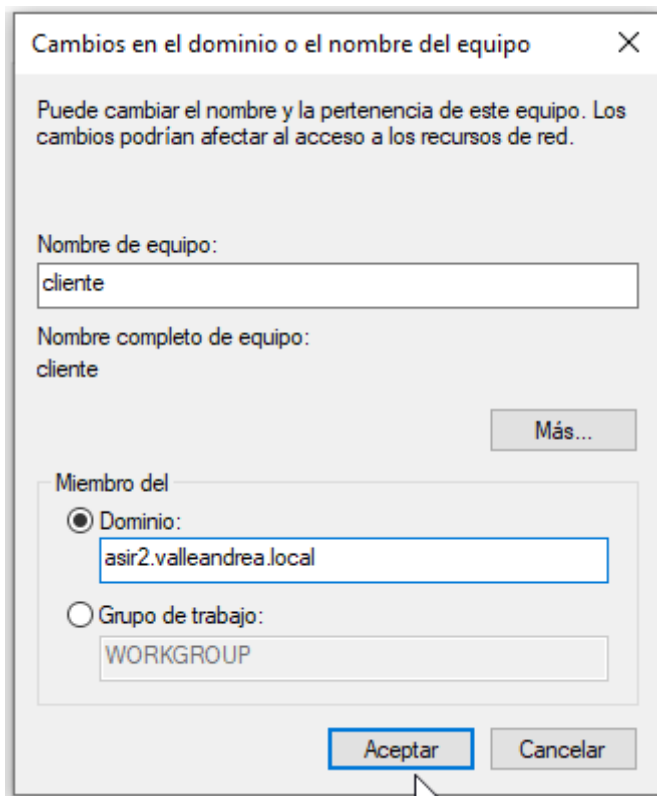 Cambios en el dominio o el nombre del equipo
Puede cambiar el nombre y la pertenencia de este equipo. Los
cambios podrían afectar al acceso a los recursos de red.
Nombre de equipo:
cliente
Nombre completo de equipo:
cliente
Más...
Miembro del
Dominio:
asir2.valleandrea.local
Grupo de trabajo:
WORKGROUP
Aceptar
Cancelar